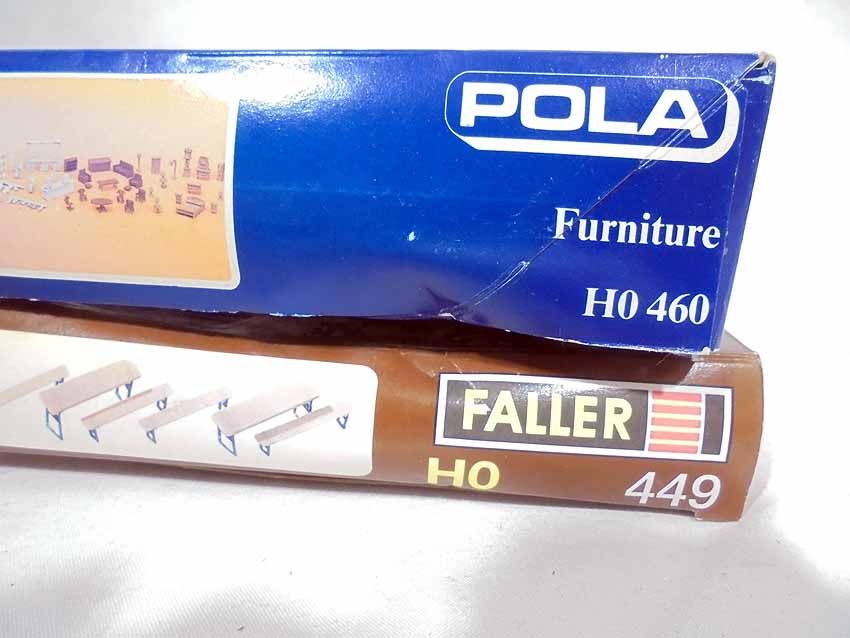 POLA
Furniture
H0 460
FALLER
H0
449